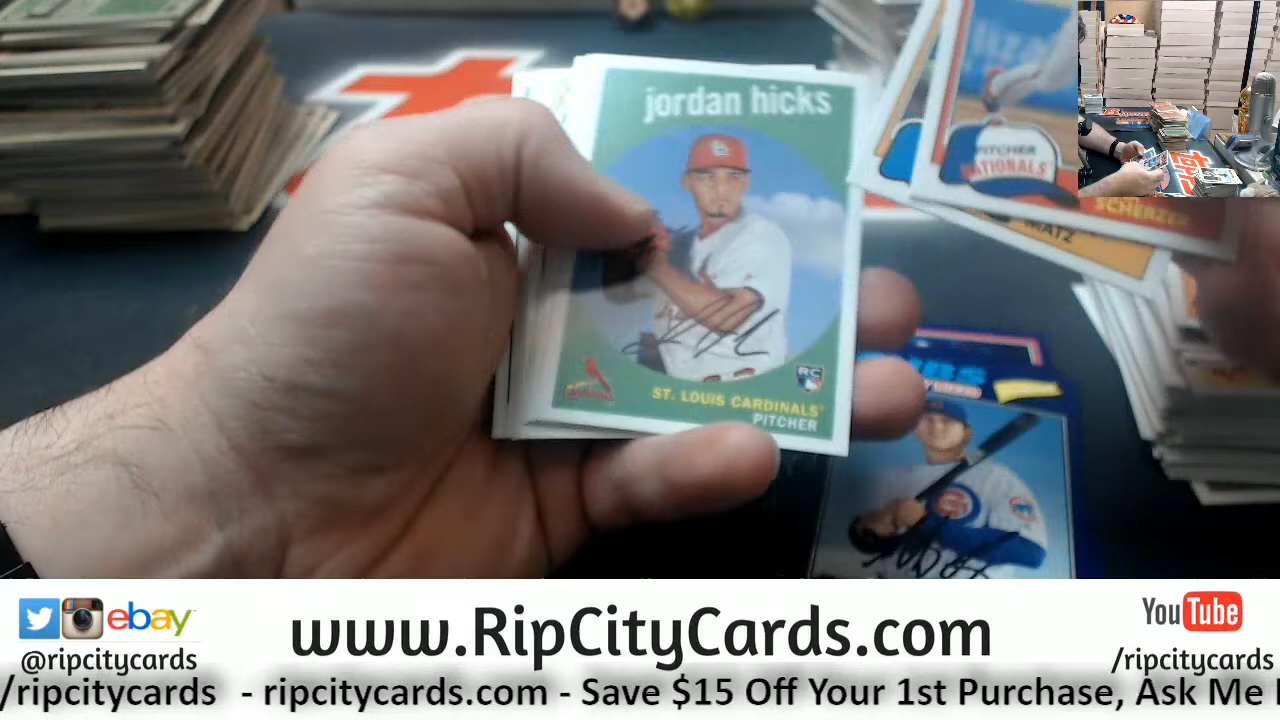 jordan hicks
ST. LOUIS CARDINALS'
PITCHER
RC
PITCHER
NATIONALS
SCHERZER
MATZ
ebay
@ripcitycards
www.RipCityCards.com
YouTube
/ripcitycards
/ripcitycards - ripcitycards.com - Save $15 Off Your 1st Purchase, Ask Me